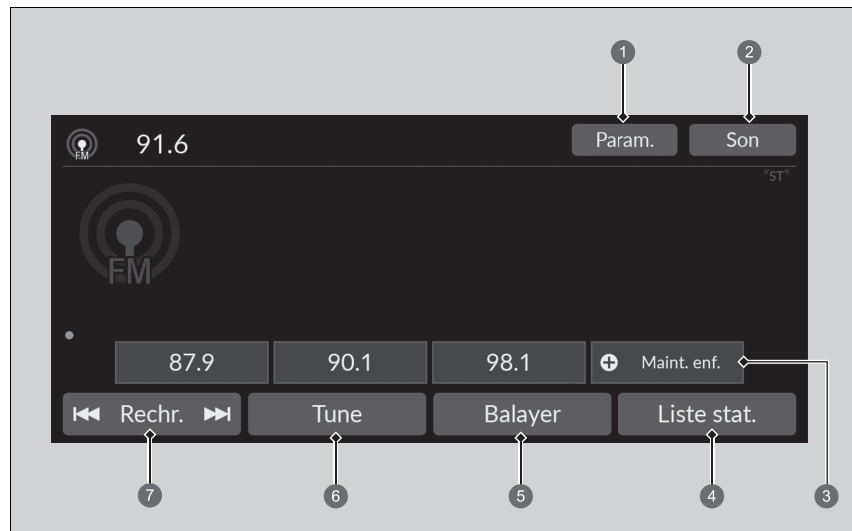 1 2
FM 91.6 Param. Son
"ST"
FM
87.9 90.1 98.1 Maint. enf.
Rechr. Tune Balayer Liste stat.
7 6 5 4 3